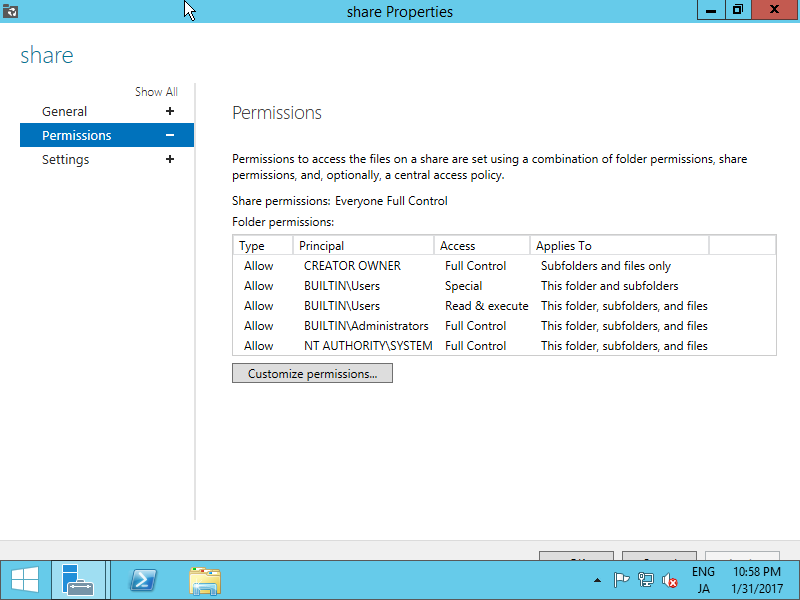 share Properties
share
Show All
General +
Permissions −
Settings +
Permissions
Permissions to access the files on a share are set using a combination of folder permissions, share
permissions, and, optionally, a central access policy.
Share permissions: Everyone Full Control
Folder permissions:
Type Principal Access Applies To
Allow CREATOR OWNER Full Control Subfolders and files only
Allow BUILTIN\Users Special This folder and subfolders
Allow BUILTIN\Users Read & execute This folder, subfolders, and files
Allow BUILTIN\Administrators Full Control This folder, subfolders, and files
Allow NT AUTHORITY\SYSTEM Full Control This folder, subfolders, and files
Customize permissions...
ENG 10:58 PM
JA 1/31/2017